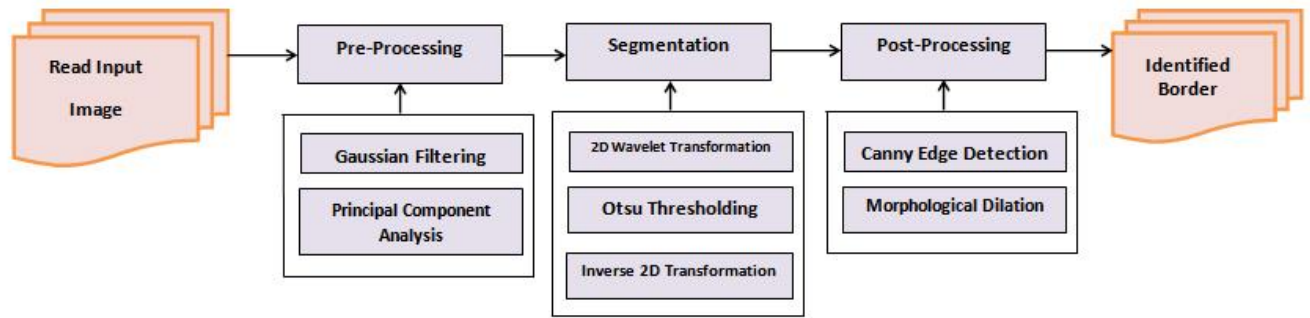 Read Input
Image
Pre-Processing
Segmentation
Post-Processing
Identified
Border
Gaussian Filtering
Principal Component
Analysis
2D Wavelet Transformation
Otsu Thresholding
Inverse 2D Transformation
Canny Edge Detection
Morphological Dilation